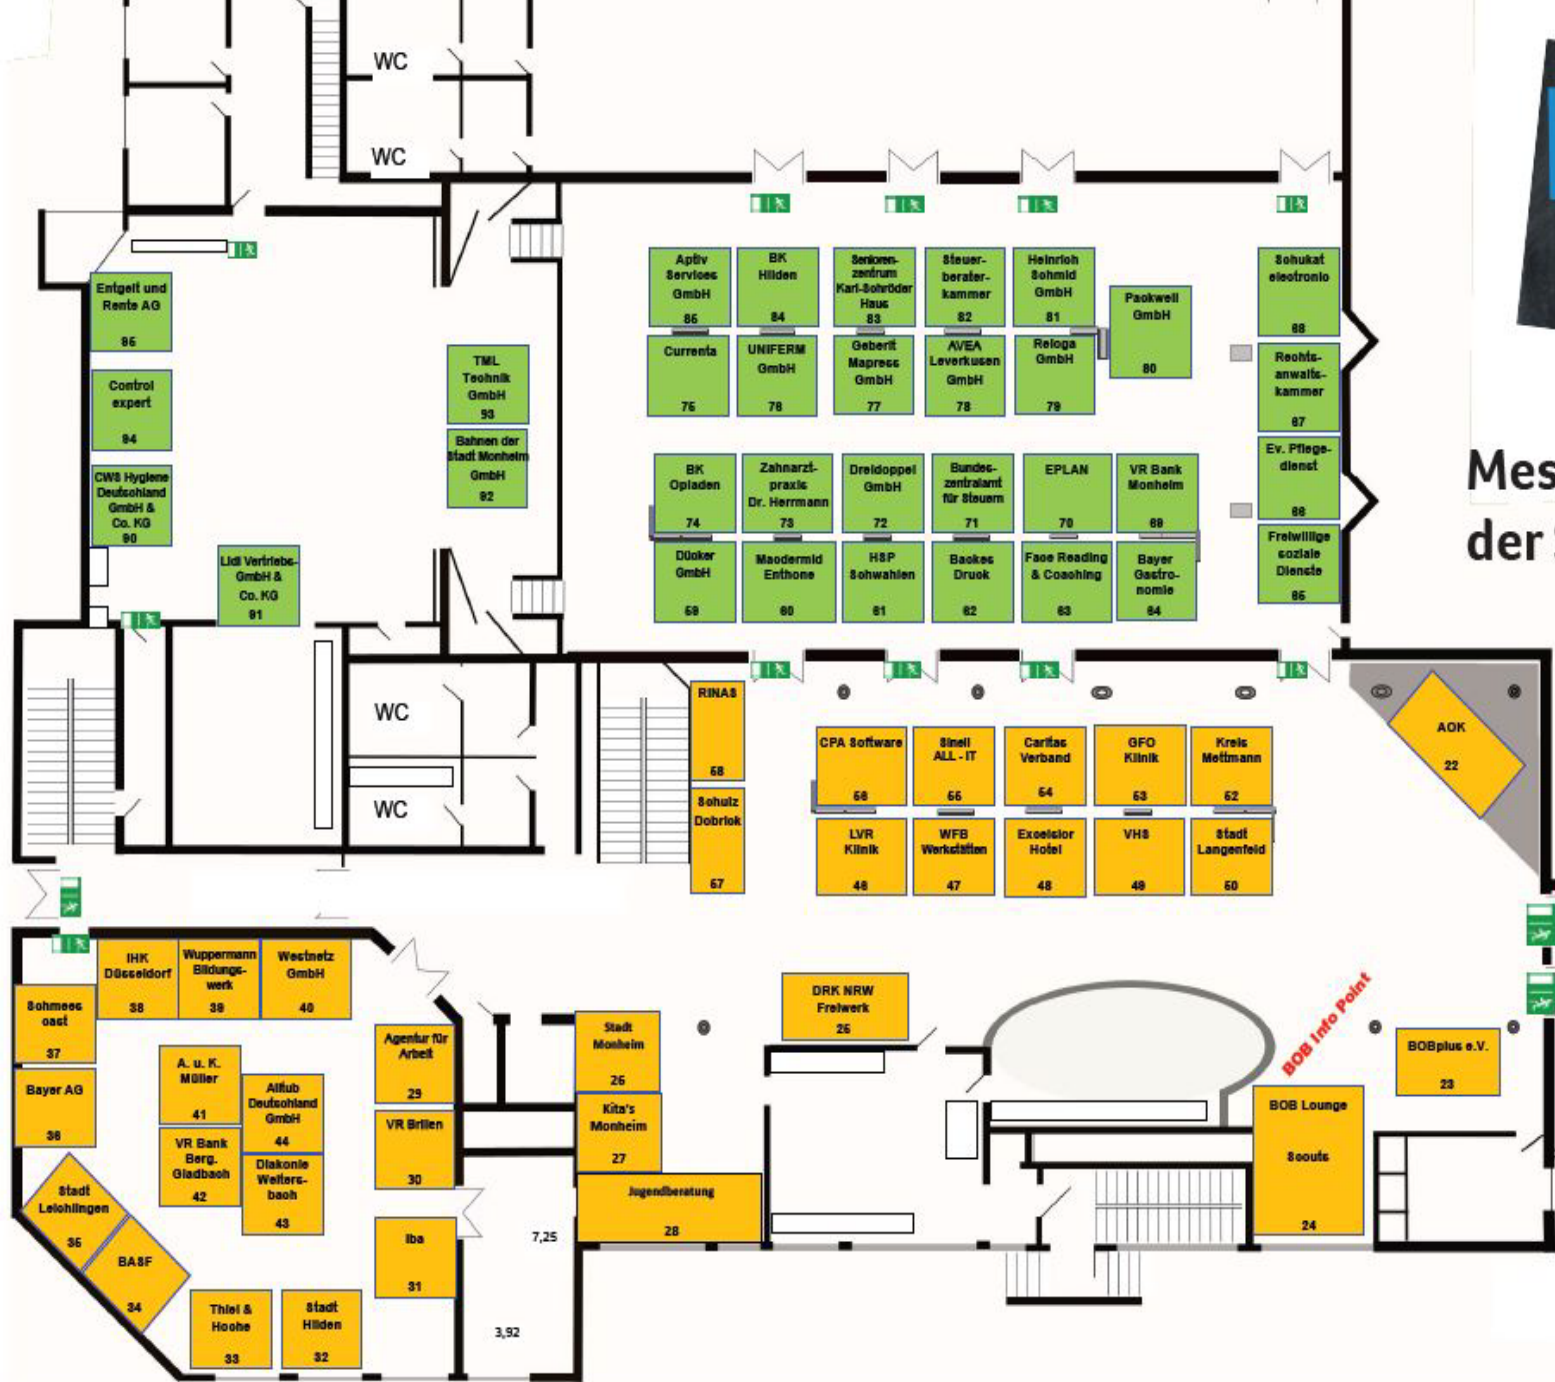 WC
WC
Mes
der
Entgelt und
Rente AG
95
Control
expert
94
CWS Hygiene
Deutschland
GmbH &
Co. KG
90
Lidl Vertriebs-
GmbH &
Co. KG
91
TML
Technik
GmbH
93
Bahnen der
Stadt Monheim
GmbH
92
Aptiv
Services
GmbH
85
BK
Hilden
84
Senioren-
zentrum
Karl-Schröder
Haus
83
Steuer-
berater-
kammer
82
Heinrich
Schmid
GmbH
81
Packwell
GmbH
80
Schukat
electronic
68
Currenta
75
UNIFERM
GmbH
76
Geberit
Mapress
GmbH
77
AVEA
Leverkusen
GmbH
78
Reloga
GmbH
79
Rechts-
anwalts-
kammer
67
BK
Opladen
74
Zahnarzt-
praxis
Dr. Herrmann
73
Dreidoppel
GmbH
72
Bundes-
zentralamt
für Steuern
71
EPLAN
70
VR Bank
Monheim
69
Ev. Pflege-
dienst
66
Dücker
GmbH
59
Macdermid
Enthone
60
HSP
Schwahlen
61
Backes
Druck
62
Face Reading
& Coaching
63
Bayer
Gastro-
nomie
64
Freiwillige
soziale
Dienste
65
WC
WC
RINAS
58
Schulz
Dobrick
57
CPA Software
56
Sinell
ALL - IT
55
Caritas
Verband
54
GFO
Klinik
53
Kreis
Mettmann
52
AOK
22
LVR
Klinik
46
WFB
Werkstätten
47
Excelsior
Hotel
48
VHS
49
Stadt
Langenfeld
50
IHK
Düsseldorf
38
Wuppermann
Bildungs-
werk
39
Westnetz
GmbH
40
Schmees
cast
37
Bayer AG
36
A. u. K.
Müller
41
Alltub
Deutschland
GmbH
44
VR Bank
Berg.
Gladbach
42
Diakonie
Weiters-
bach
43
Agentur für
Arbeit
29
VR Brillen
30
iba
31
Stadt
Leichlingen
35
BASF
34
Thiel &
Hoche
33
Stadt
Hilden
32
7,25
3,92
Stadt
Monheim
26
Kita's
Monheim
27
Jugendberatung
28
DRK NRW
Freiwerk
25
BOB Info Point
BOBplus e.V.
23
BOB Lounge
Scouts
24